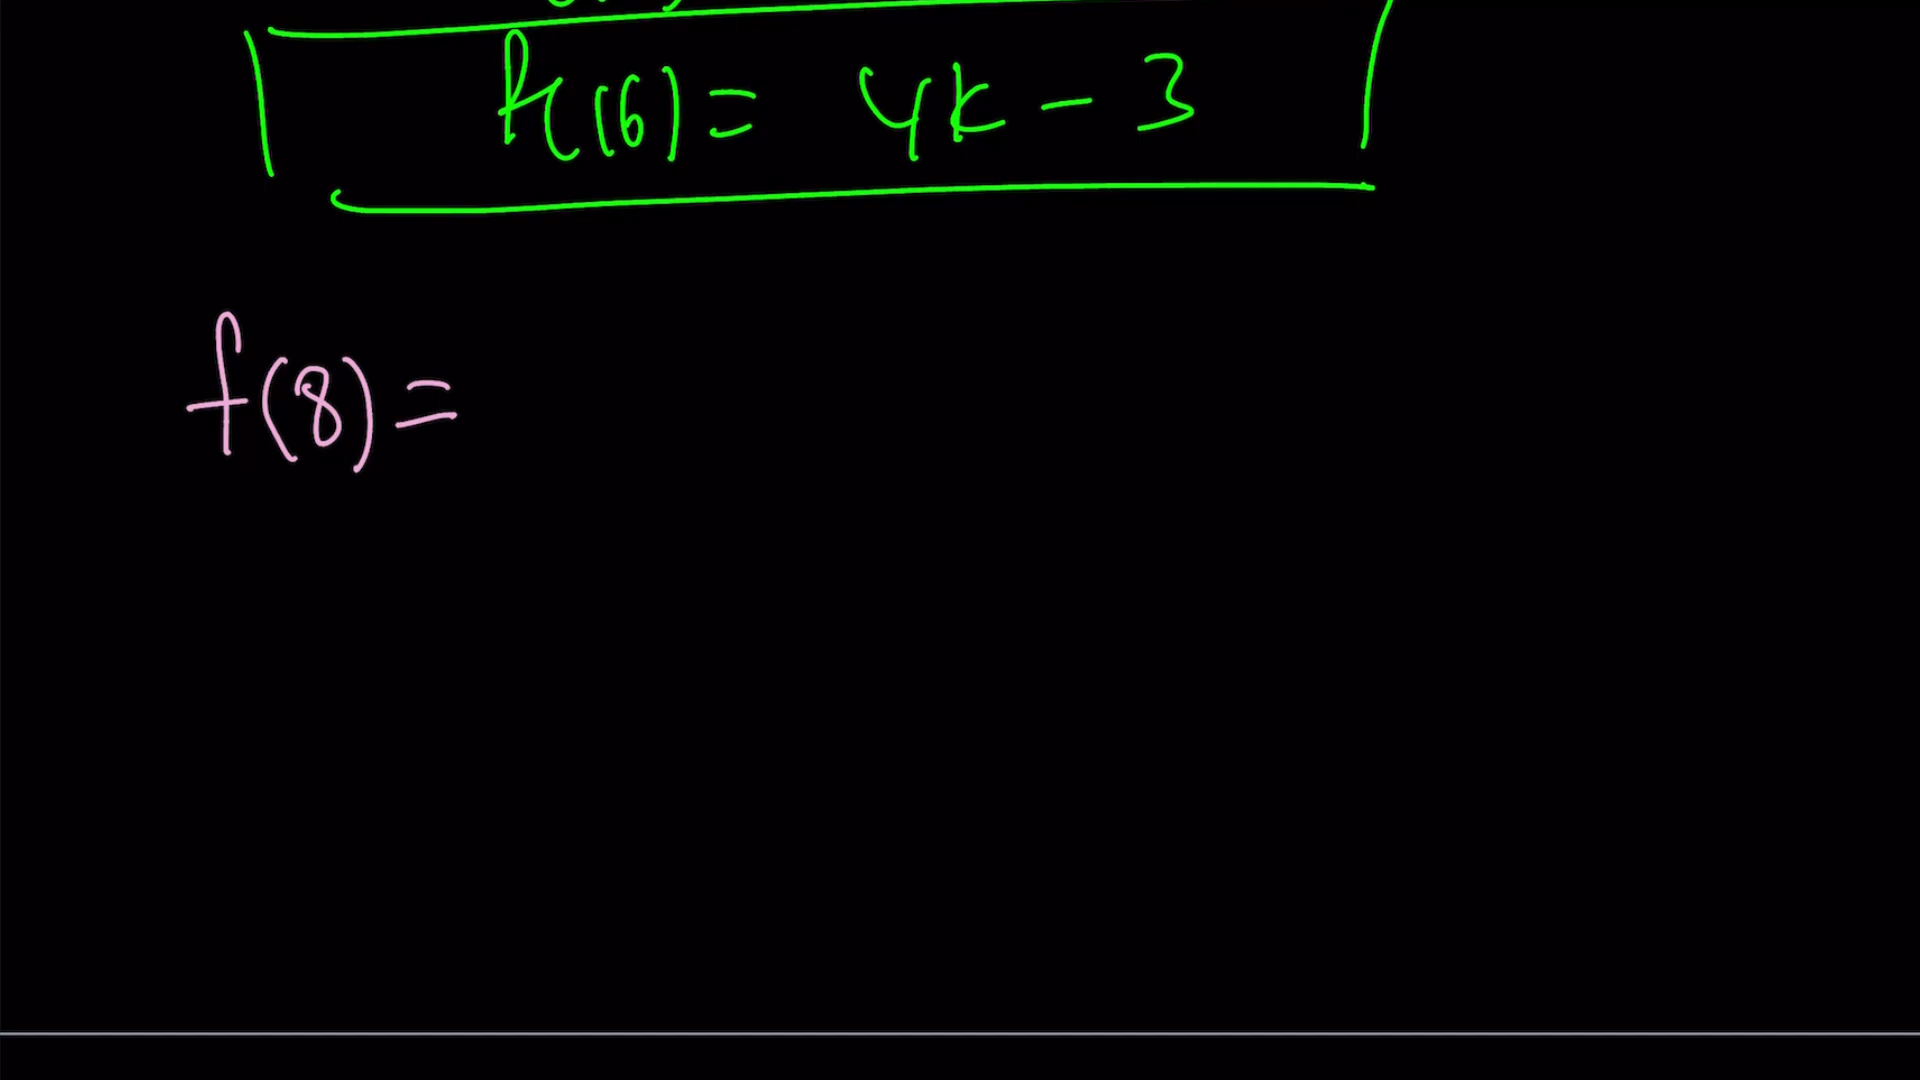 f(6) = 4k - 3
f(8) =